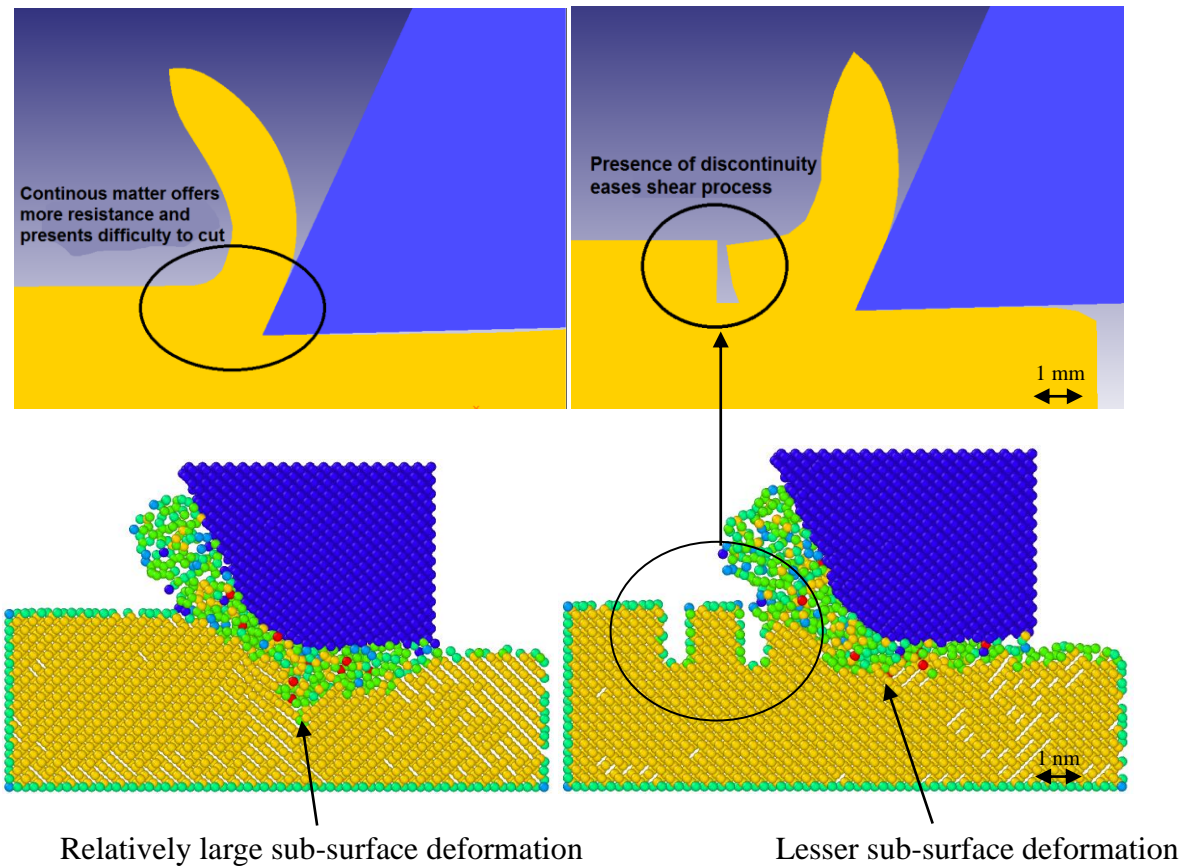 Continous matter offers
more resistance and
presents difficulty to cut
Presence of discontinuity
eases shear process
1 mm
1 nm
Relatively large sub-surface deformation
Lesser sub-surface deformation